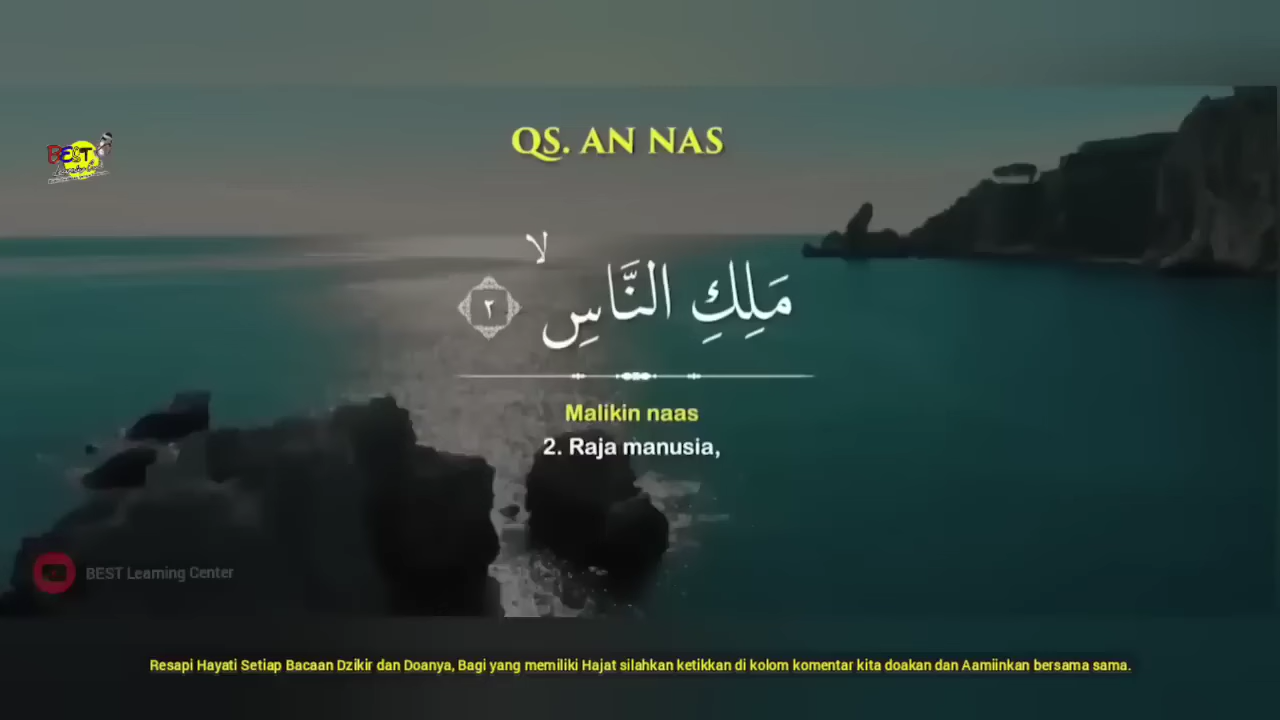 BEST
QS. AN NAS
مَلِكِ النَّاسِۙ ٢
Malikin naas
2. Raja manusia,
BEST Learning Center
Resapi Hayati Setiap Bacaan Dzikir dan Doanya, Bagi yang memiliki Hajat silahkan ketikkan di kolom komentar kita doakan dan Aamiinkan bersama sama.